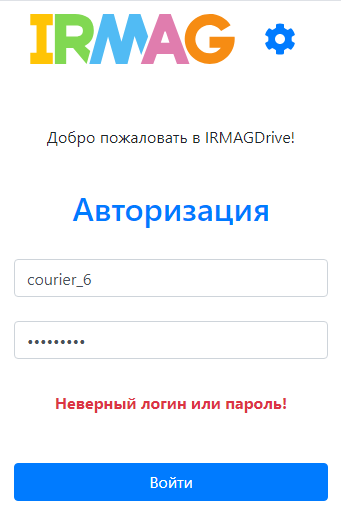 IRMAG
Добро пожаловать в IRMAGDrive!
Авторизация
courier_6
•••••••••
Неверный логин или пароль!
Войти